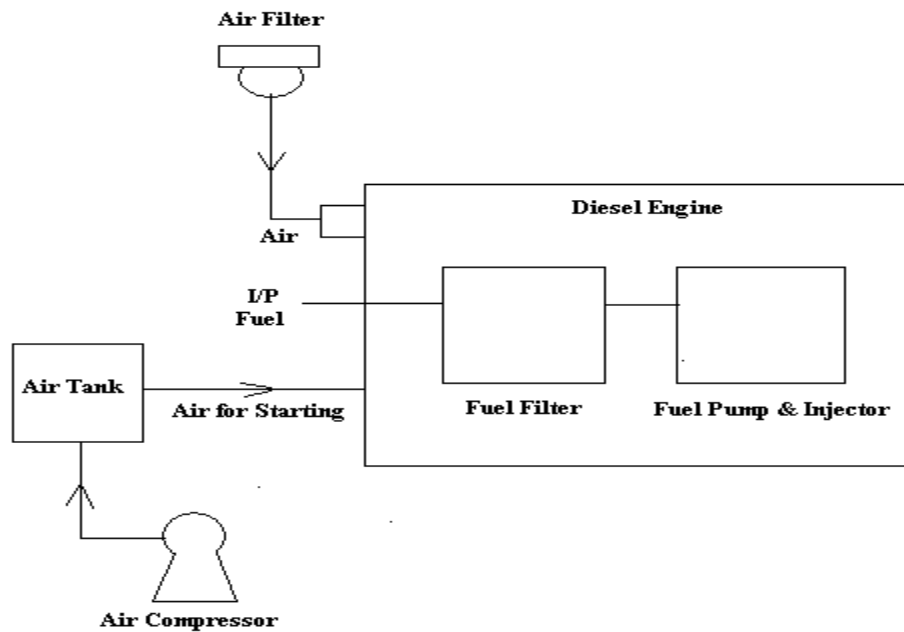 Air Filter
Diesel Engine
Air
I/P
Fuel
Air Tank
Air for Starting
Fuel Filter
Fuel Pump & Injector
Air Compressor